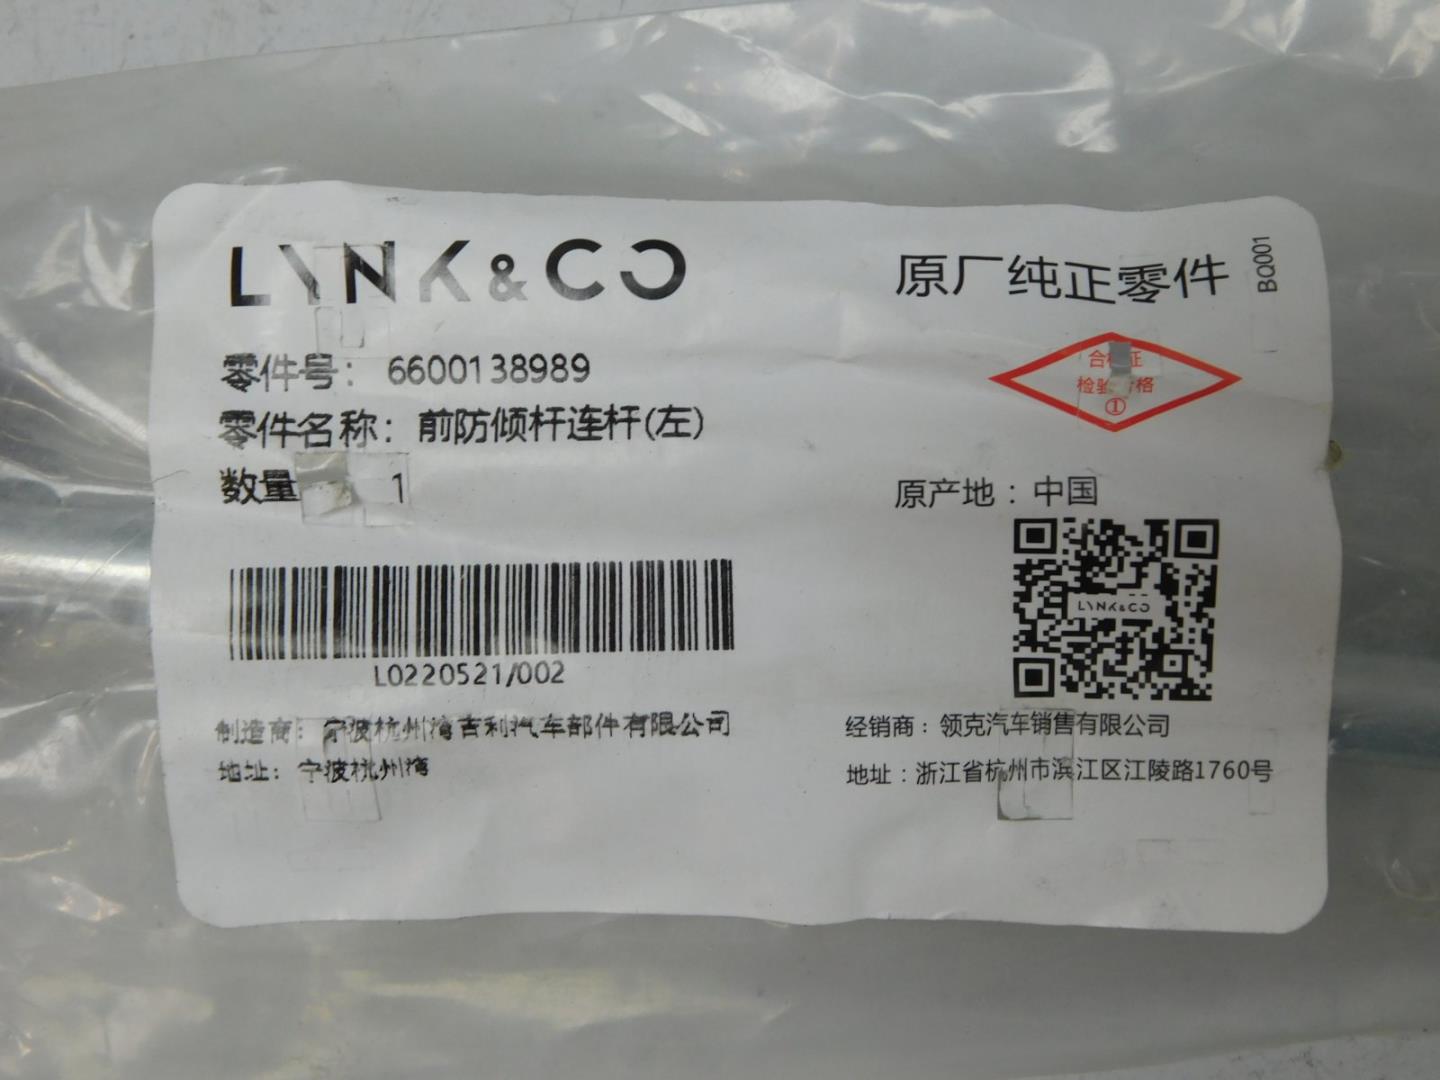 LYNK&CO
原厂纯正零件
BQ001
零件号： 6600138989
零件名称：前防倾杆连杆(左)
数量 1
合格证
检验合格
①
原产地：中国
LYNK&CO
L0220521/002
制造商：宁波杭州湾吉利汽车部件有限公司
地址：宁波杭州湾
经销商：领克汽车销售有限公司
地址：浙江省杭州市滨江区江陵路1760号